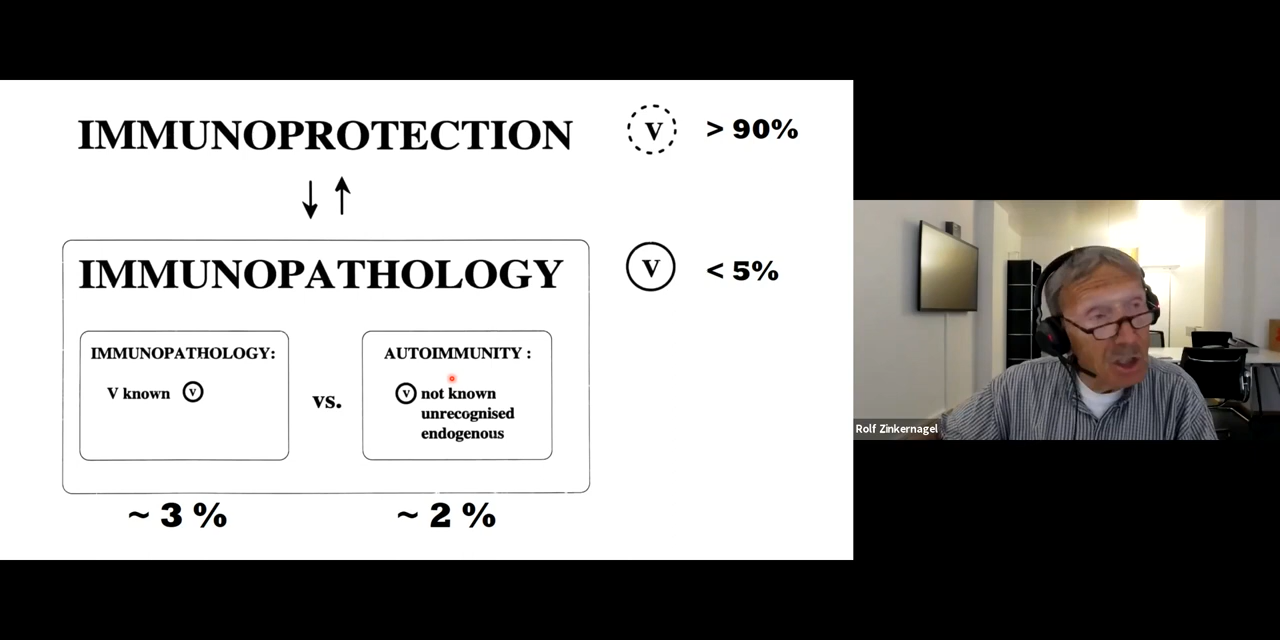 IMMUNOPROTECTION
V > 90%
IMMUNOPATHOLOGY
V < 5%
IMMUNOPATHOLOGY:
V known V
vs.
AUTOIMMUNITY :
V not known
unrecognised
endogenous
~ 3 %
~ 2 %
Rolf Zinkernagel